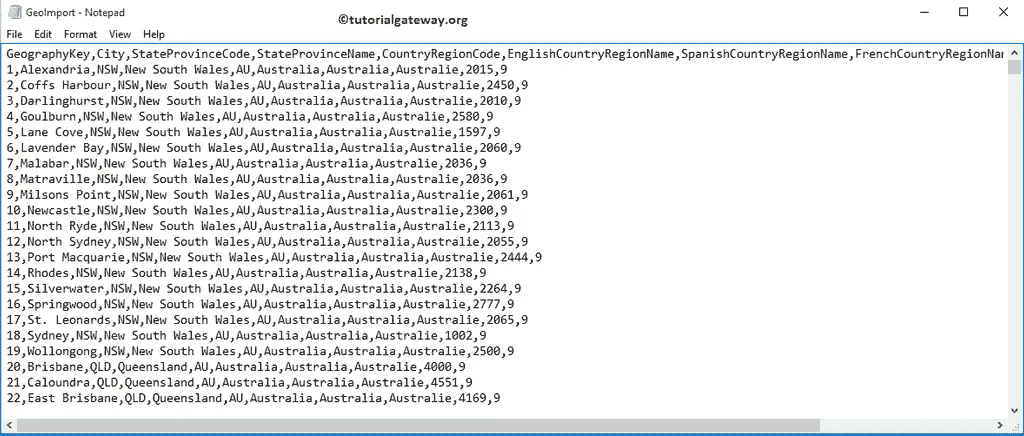 GeoImport - Notepad
©tutorialgateway.org
File Edit Format View Help
GeographyKey,City,StateProvinceCode,StateProvinceName,CountryRegionCode,EnglishCountryRegionName,SpanishCountryRegionName,FrenchCountryRegionNam
1,Alexandria,NSW,New South Wales,AU,Australia,Australia,Australie,2015,9
2,Coffs Harbour,NSW,New South Wales,AU,Australia,Australia,Australie,2450,9
3,Darlinghurst,NSW,New South Wales,AU,Australia,Australia,Australie,2010,9
4,Goulburn,NSW,New South Wales,AU,Australia,Australia,Australie,2580,9
5,Lane Cove,NSW,New South Wales,AU,Australia,Australia,Australie,1597,9
6,Lavender Bay,NSW,New South Wales,AU,Australia,Australia,Australie,2060,9
7,Malabar,NSW,New South Wales,AU,Australia,Australia,Australie,2036,9
8,Matraville,NSW,New South Wales,AU,Australia,Australia,Australie,2036,9
9,Milsons Point,NSW,New South Wales,AU,Australia,Australia,Australie,2061,9
10,Newcastle,NSW,New South Wales,AU,Australia,Australia,Australie,2300,9
11,North Ryde,NSW,New South Wales,AU,Australia,Australia,Australie,2113,9
12,North Sydney,NSW,New South Wales,AU,Australia,Australia,Australie,2055,9
13,Port Macquarie,NSW,New South Wales,AU,Australia,Australia,Australie,2444,9
14,Rhodes,NSW,New South Wales,AU,Australia,Australia,Australie,2138,9
15,Silverwater,NSW,New South Wales,AU,Australia,Australia,Australie,2264,9
16,Springwood,NSW,New South Wales,AU,Australia,Australia,Australie,2777,9
17,St. Leonards,NSW,New South Wales,AU,Australia,Australia,Australie,2065,9
18,Sydney,NSW,New South Wales,AU,Australia,Australia,Australie,1002,9
19,Wollongong,NSW,New South Wales,AU,Australia,Australia,Australie,2500,9
20,Brisbane,QLD,Queensland,AU,Australia,Australia,Australie,4000,9
21,Caloundra,QLD,Queensland,AU,Australia,Australia,Australie,4551,9
22,East Brisbane,QLD,Queensland,AU,Australia,Australia,Australie,4169,9